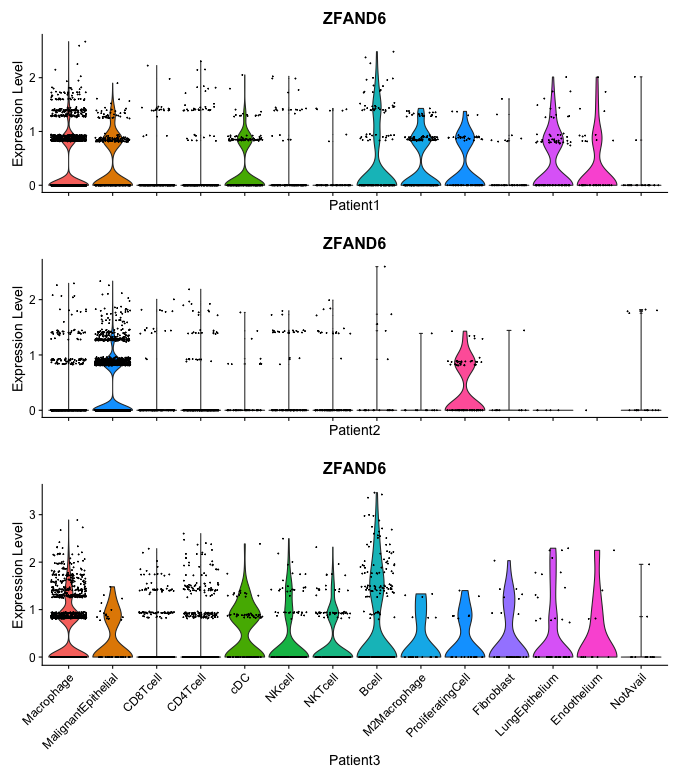 ZFAND6
Expression Level
2
1
0
Patient1
ZFAND6
Expression Level
2
1
0
Patient2
ZFAND6
Expression Level
3
2
1
0
Macrophage
MalignantEpithelial
CD8Tcell
CD4Tcell
cDC
NKcell
NKTcell
Bcell
M2Macrophage
ProliferatingCell
Fibroblast
LungEpithelium
Endothelium
NotAvail
Patient3